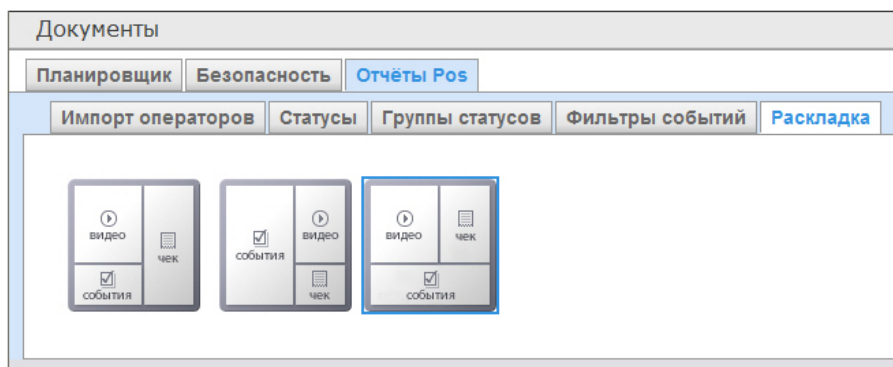 Документы
Планировщик Безопасность Отчёты Pos
Импорт операторов Статусы Группы статусов Фильтры событий Раскладка
видео чек события
события видео чек
видео чек события